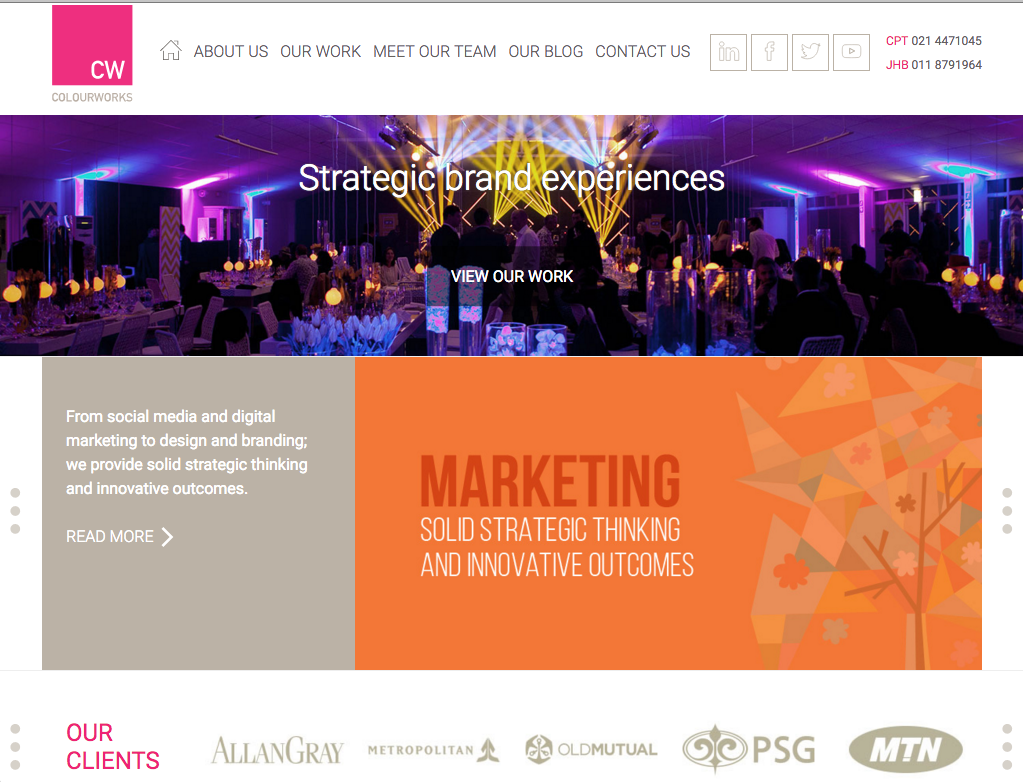 CW
COLOURWORKS
ABOUT US OUR WORK MEET OUR TEAM OUR BLOG CONTACT US
in f
CPT 021 4471045
JHB 011 8791964
Strategic brand experiences
VIEW OUR WORK
From social media and digital
marketing to design and branding;
we provide solid strategic thinking
and innovative outcomes.
READ MORE
MARKETING
SOLID STRATEGIC THINKING
AND INNOVATIVE OUTCOMES
OUR
CLIENTS
ALLANGRAY
METROPOLITAN
OLDMUTUAL
PSG
MTN